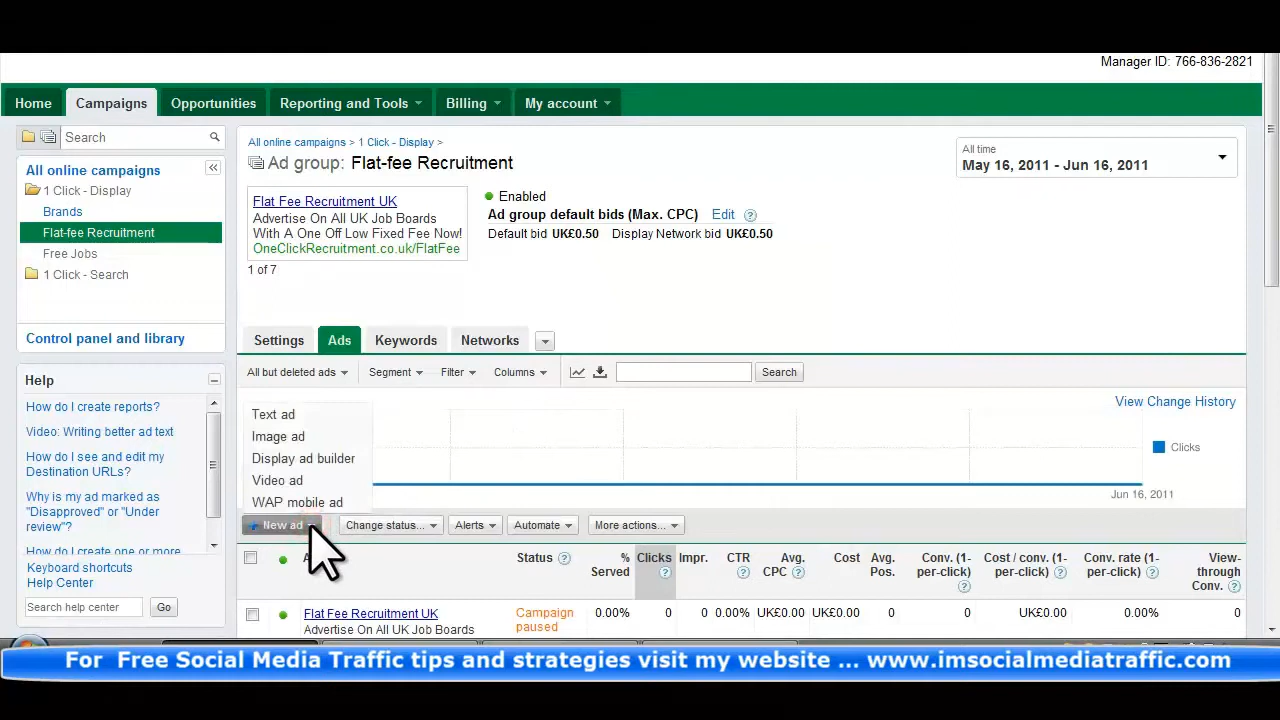 Manager ID: 766-836-2821
Home Campaigns Opportunities Reporting and Tools Billing My account
Search
All online campaigns
1 Click - Display
Brands
Flat-fee Recruitment
Free Jobs
1 Click - Search
Control panel and library
Help
How do I create reports?
Video: Writing better ad text
How do I see and edit my
Destination URLs?
Why is my ad marked as
"Disapproved" or "Under
review"?
How do I create one or more
Keyboard shortcuts
Help Center
Search help center Go
All online campaigns > 1 Click - Display >
Ad group: Flat-fee Recruitment
All time
May 16, 2011 - Jun 16, 2011
Flat Fee Recruitment UK
Advertise On All UK Job Boards
With A One Off Low Fixed Fee Now!
OneClickRecruitment.co.uk/FlatFee
1 of 7
Enabled
Ad group default bids (Max. CPC) Edit ?
Default bid UK£0.50 Display Network bid UK£0.50
Settings Ads Keywords Networks
All but deleted ads Segment Filter Columns Search
View Change History
Text ad
Image ad
Display ad builder
Video ad
WAP mobile ad
Clicks
Jun 16, 2011
New ad Change status... Alerts Automate More actions...
Status ? % Served Clicks ? Impr. CTR ? Avg. CPC ? Cost Avg. Pos. Conv. (1-per-click) ? Cost / conv. (1-per-click) ? Conv. rate (1-per-click) ? View-through Conv. ?
Flat Fee Recruitment UK Campaign paused 0.00% 0 0 0.00% UK£0.00 UK£0.00 0 0 UK£0.00 0.00% 0
Advertise On All UK Job Boards
For Free Social Media Traffic tips and strategies visit my website ... www.imsocialmediatraffic.com